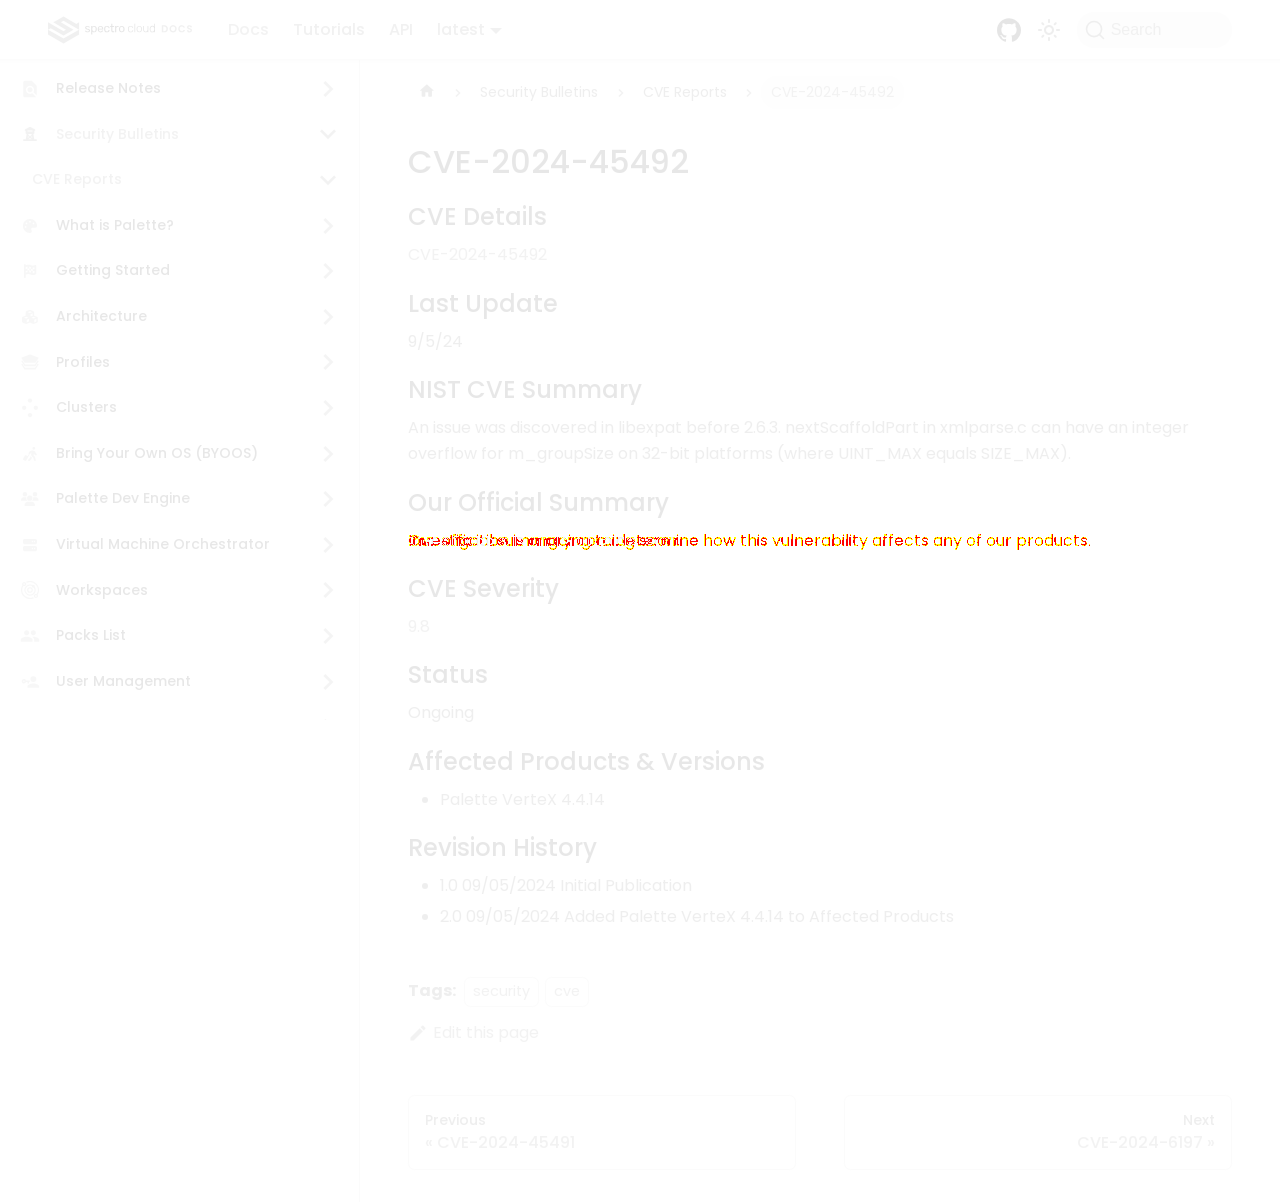 spectro cloud DOCS Docs Tutorials API latest Search
Release Notes
Security Bulletins
CVE Reports
What is Palette?
Getting Started
Architecture
Profiles
Clusters
Bring Your Own OS (BYOOS)
Palette Dev Engine
Virtual Machine Orchestrator
Workspaces
Packs List
User Management
Security Bulletins CVE Reports CVE-2024-45492
CVE-2024-45492
CVE Details
CVE-2024-45492
Last Update
9/5/24
NIST CVE Summary
An issue was discovered in libexpat before 2.6.3. nextScaffoldPart in xmlparse.c can have an integer
overflow for m_groupSize on 32-bit platforms (where UINT_MAX equals SIZE_MAX).
Our Official Summary
how this vulnerability affects any of our products.
CVE Severity
9.8
Status
Ongoing
Affected Products & Versions
Palette VerteX 4.4.14
Revision History
1.0 09/05/2024 Initial Publication
2.0 09/05/2024 Added Palette VerteX 4.4.14 to Affected Products
Tags: security cve
Edit this page
Previous
« CVE-2024-45491
Next
CVE-2024-6197 »